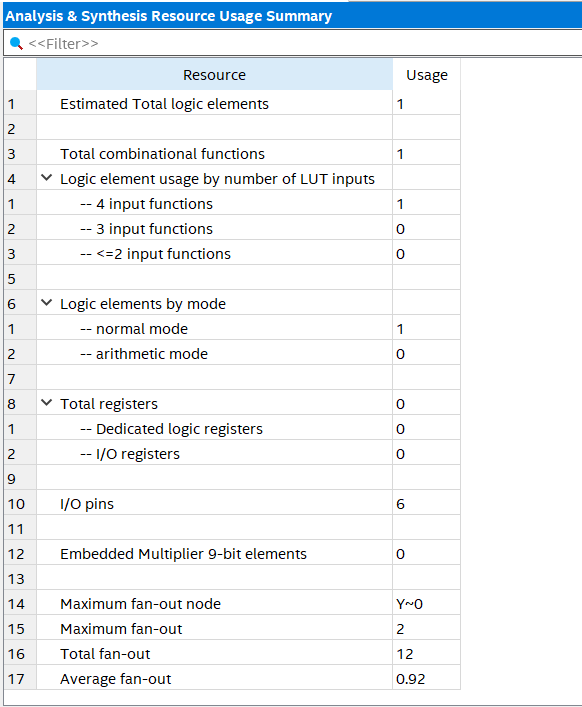 Analysis & Synthesis Resource Usage Summary
<<Filter>>
Resource Usage
1 Estimated Total logic elements 1
2
3 Total combinational functions 1
4 Logic element usage by number of LUT inputs
1 -- 4 input functions 1
2 -- 3 input functions 0
3 -- <=2 input functions 0
5
6 Logic elements by mode
1 -- normal mode 1
2 -- arithmetic mode 0
7
8 Total registers 0
1 -- Dedicated logic registers 0
2 -- I/O registers 0
9
10 I/O pins 6
11
12 Embedded Multiplier 9-bit elements 0
13
14 Maximum fan-out node Y~0
15 Maximum fan-out 2
16 Total fan-out 12
17 Average fan-out 0.92